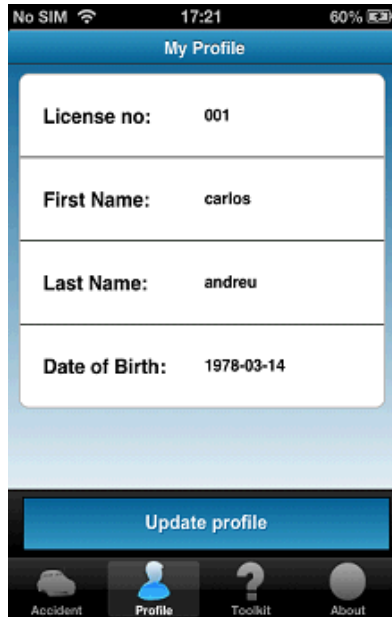 No SIM 17:21 60%
My Profile
License no: 001
First Name: carlos
Last Name: andreu
Date of Birth: 1978-03-14
Update profile
Accident Profile Toolkit About